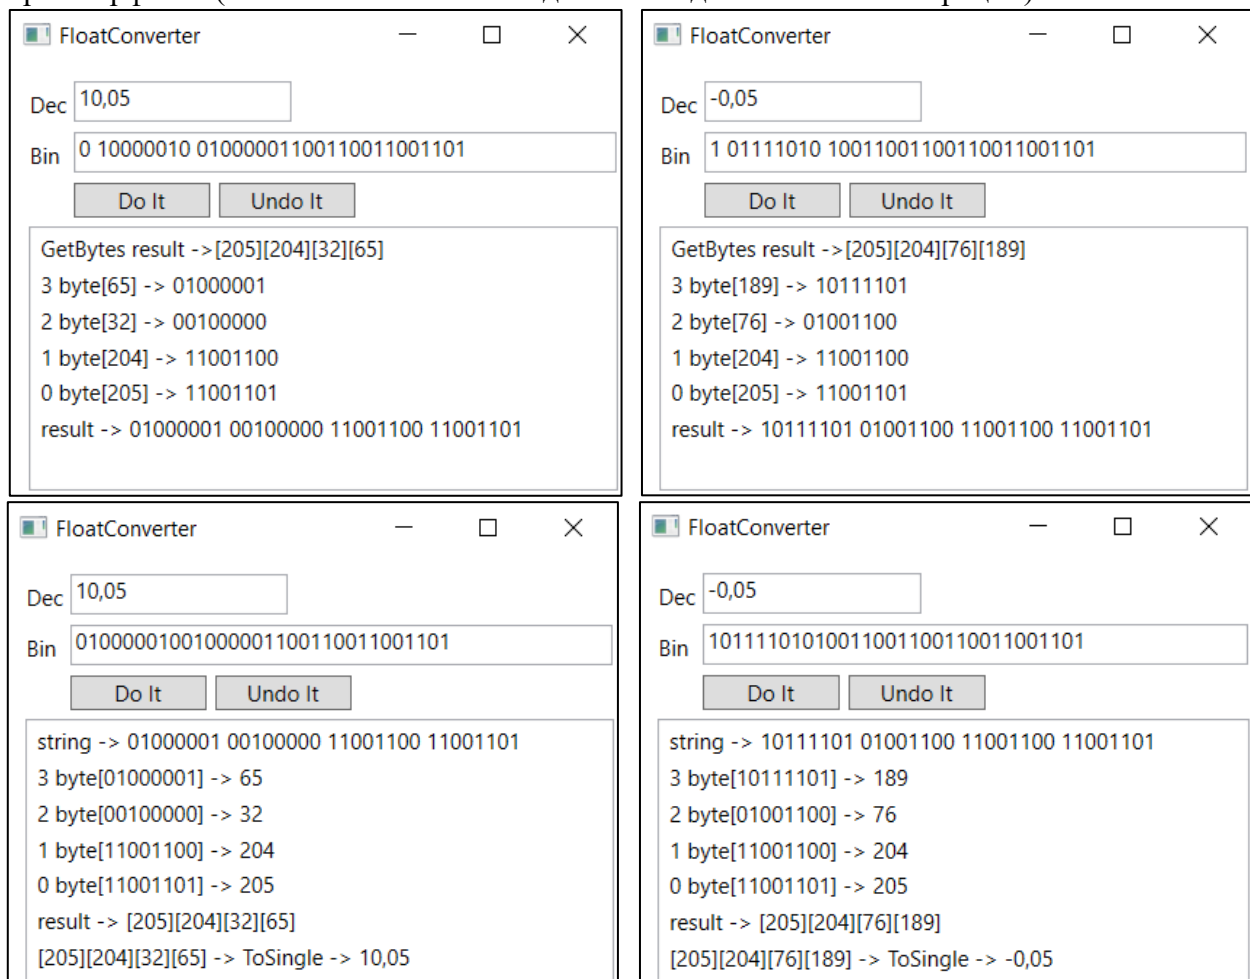 FloatConverter
Dec 10,05
Bin 0 10000010 01000001100110011001101
Do It Undo It
GetBytes result ->[205][204][32][65]
3 byte[65] -> 01000001
2 byte[32] -> 00100000
1 byte[204] -> 11001100
0 byte[205] -> 11001101
result -> 01000001 00100000 11001100 11001101
FloatConverter
Dec -0,05
Bin 1 01111010 10011001100110011001101
Do It Undo It
GetBytes result ->[205][204][76][189]
3 byte[189] -> 10111101
2 byte[76] -> 01001100
1 byte[204] -> 11001100
0 byte[205] -> 11001101
result -> 10111101 01001100 11001100 11001101
FloatConverter
Dec 10,05
Bin 01000001001000001100110011001101
Do It Undo It
string -> 01000001 00100000 11001100 11001101
3 byte[01000001] -> 65
2 byte[00100000] -> 32
1 byte[11001100] -> 204
0 byte[11001101] -> 205
result -> [205][204][32][65]
[205][204][32][65] -> ToSingle -> 10,05
FloatConverter
Dec -0,05
Bin 10111101010011001100110011001101
Do It Undo It
string -> 10111101 01001100 11001100 11001101
3 byte[10111101] -> 189
2 byte[01001100] -> 76
1 byte[11001100] -> 204
0 byte[11001101] -> 205
result -> [205][204][76][189]
[205][204][76][189] -> ToSingle -> -0,05